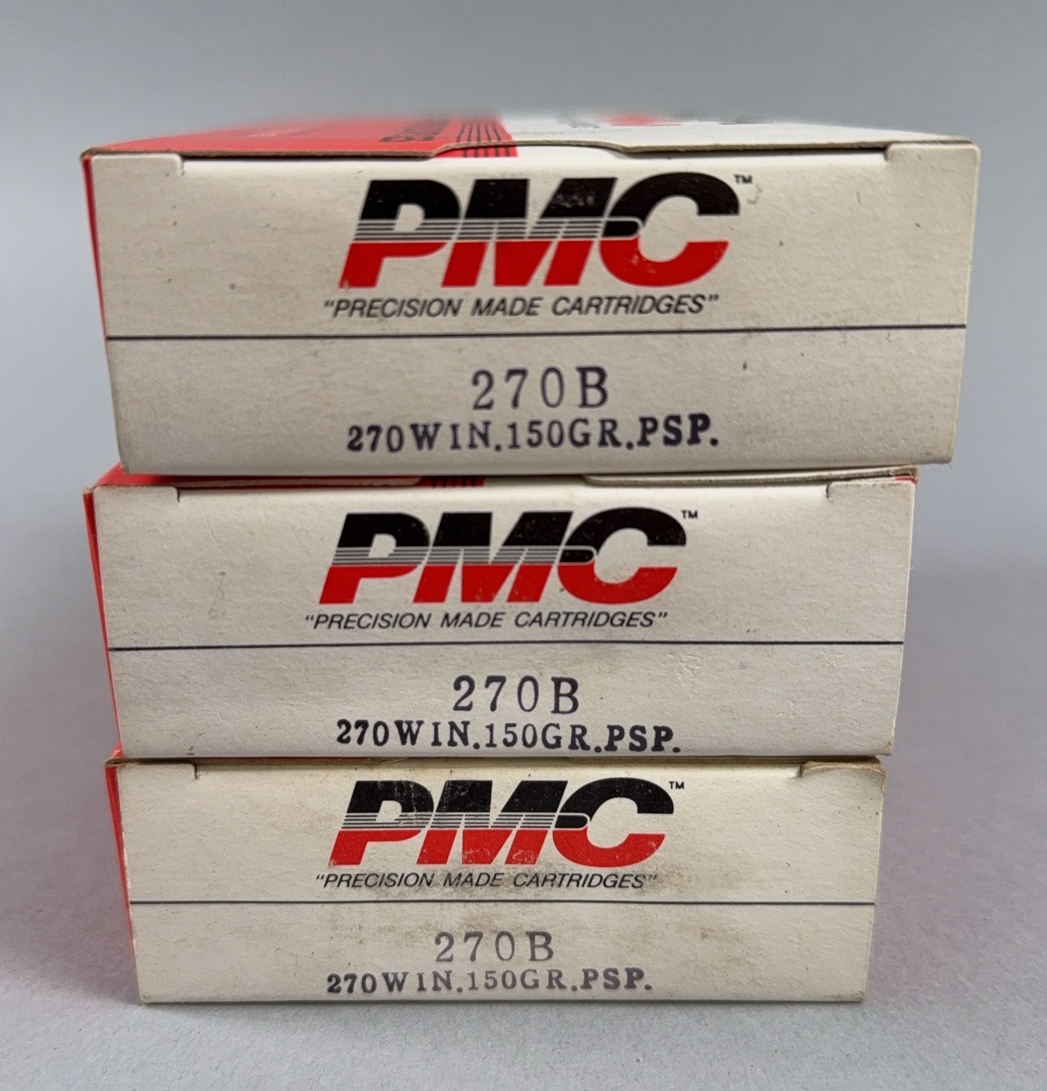 PMC™
"PRECISION MADE CARTRIDGES"
270B
270WIN.150GR.PSP.
PMC™
"PRECISION MADE CARTRIDGES"
270B
270WIN.150GR.PSP.
PMC™
"PRECISION MADE CARTRIDGES"
270B
270WIN.150GR.PSP.